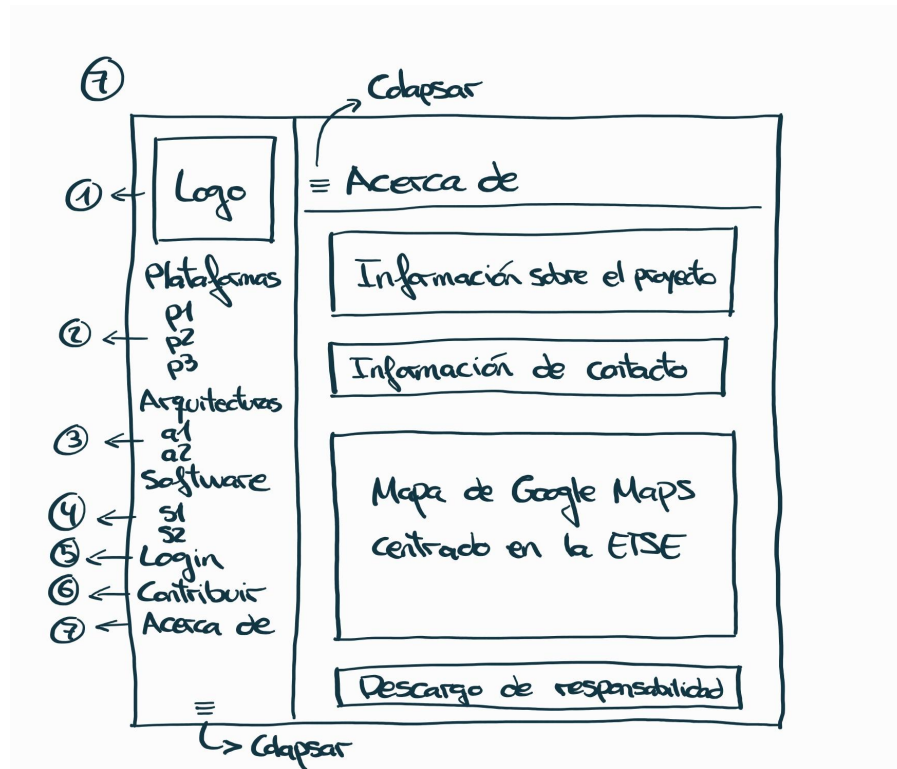 7
Colapsar
1
Logo
≡ Acerca de
Plataformas
Información sobre el proyecto
p1
2
p2
p3
Información de contacto
Arquitecturas
3
a1
a2
Software
Mapa de Google Maps
centrado en la ETSE
4
s1
s2
5
Login
6
Contribuir
7
Acerca de
Descargo de responsabilidad
≡
Colapsar